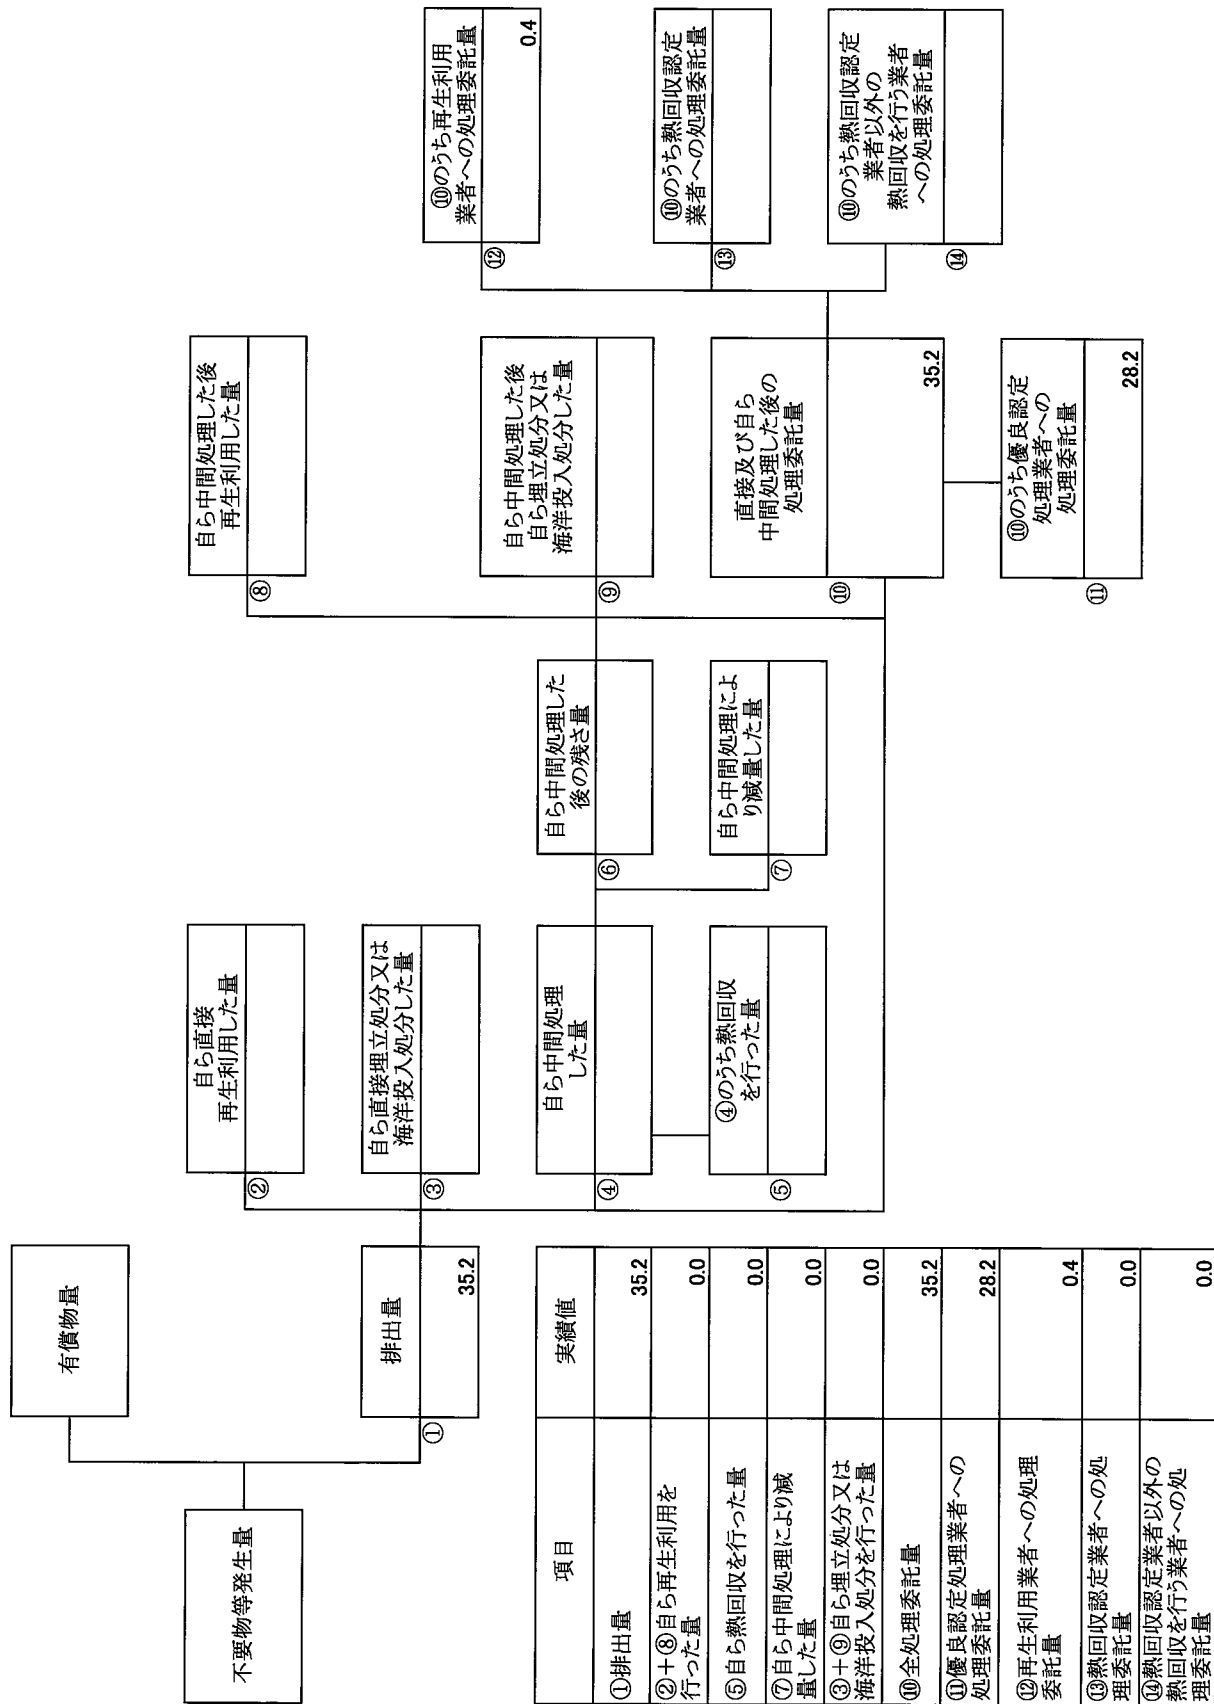 不要物等発生量
有償物量
①
排出量
35.2
②
自ら直接
再生利用した量
③
自ら直接埋立処分又は
海洋投入処分した量
④
自ら中間処理
した量
⑤
④のうち熱回収
を行った量
⑥
自ら中間処理した
後の残さ量
⑦
自ら中間処理によ
り減量した量
⑧
自ら中間処理した後
再生利用した量
⑨
自ら中間処理した後
自ら埋立処分又は
海洋投入処分した量
⑩
直接及び自ら
中間処理した後の
処理委託量
35.2
⑪
⑩のうち優良認定
処理業者への
処理委託量
28.2
⑫
⑩のうち再生利用
業者への処理委託量
0.4
⑬
⑩のうち熱回収認定
業者への処理委託量
⑭
⑩のうち熱回収認定
業者以外の
熱回収を行う業者
への処理委託量
項目
実績値
①排出量
35.2
②+⑧自ら再生利用を
行った量
0.0
⑤自ら熱回収を行った量
0.0
⑦自ら中間処理により減
量した量
0.0
③+⑨自ら埋立処分又は
海洋投入処分を行った量
0.0
⑩全処理委託量
35.2
⑪優良認定処理業者への
処理委託量
28.2
⑫再生利用業者への処理
委託量
0.4
⑬熱回収認定業者への処
理委託量
0.0
⑭熱回収認定業者以外の
熱回収を行う業者への処
理委託量
0.0